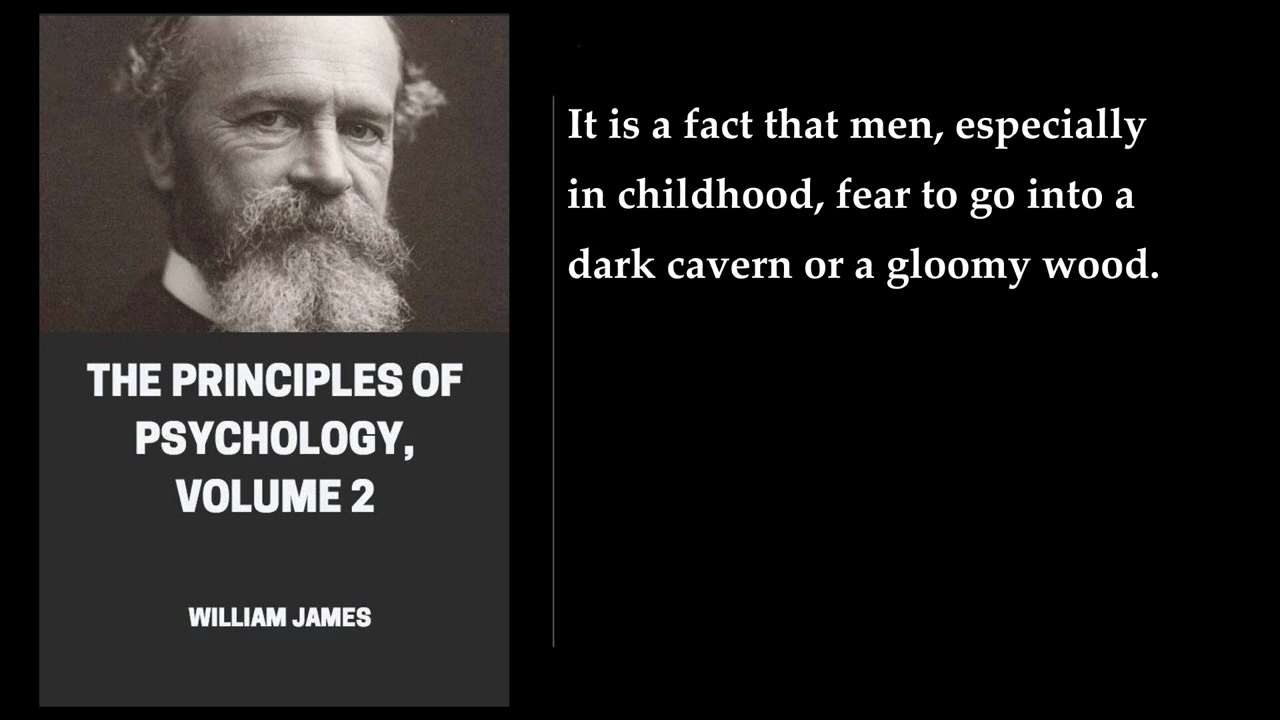 THE PRINCIPLES OF
PSYCHOLOGY,
VOLUME 2
WILLIAM JAMES
It is a fact that men, especially
in childhood, fear to go into a
dark cavern or a gloomy wood.